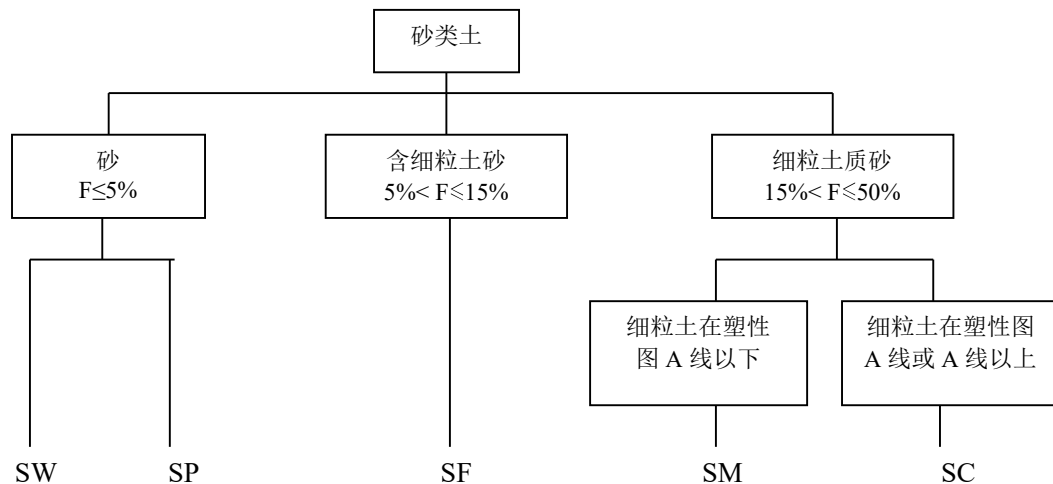 砂类土
砂
F≤5%
含细粒土砂
5%< F≤15%
细粒土质砂
15%< F≤50%
细粒土在塑性
图 A 线以下
细粒土在塑性图
A 线或 A 线以上
SW
SP
SF
SM
SC